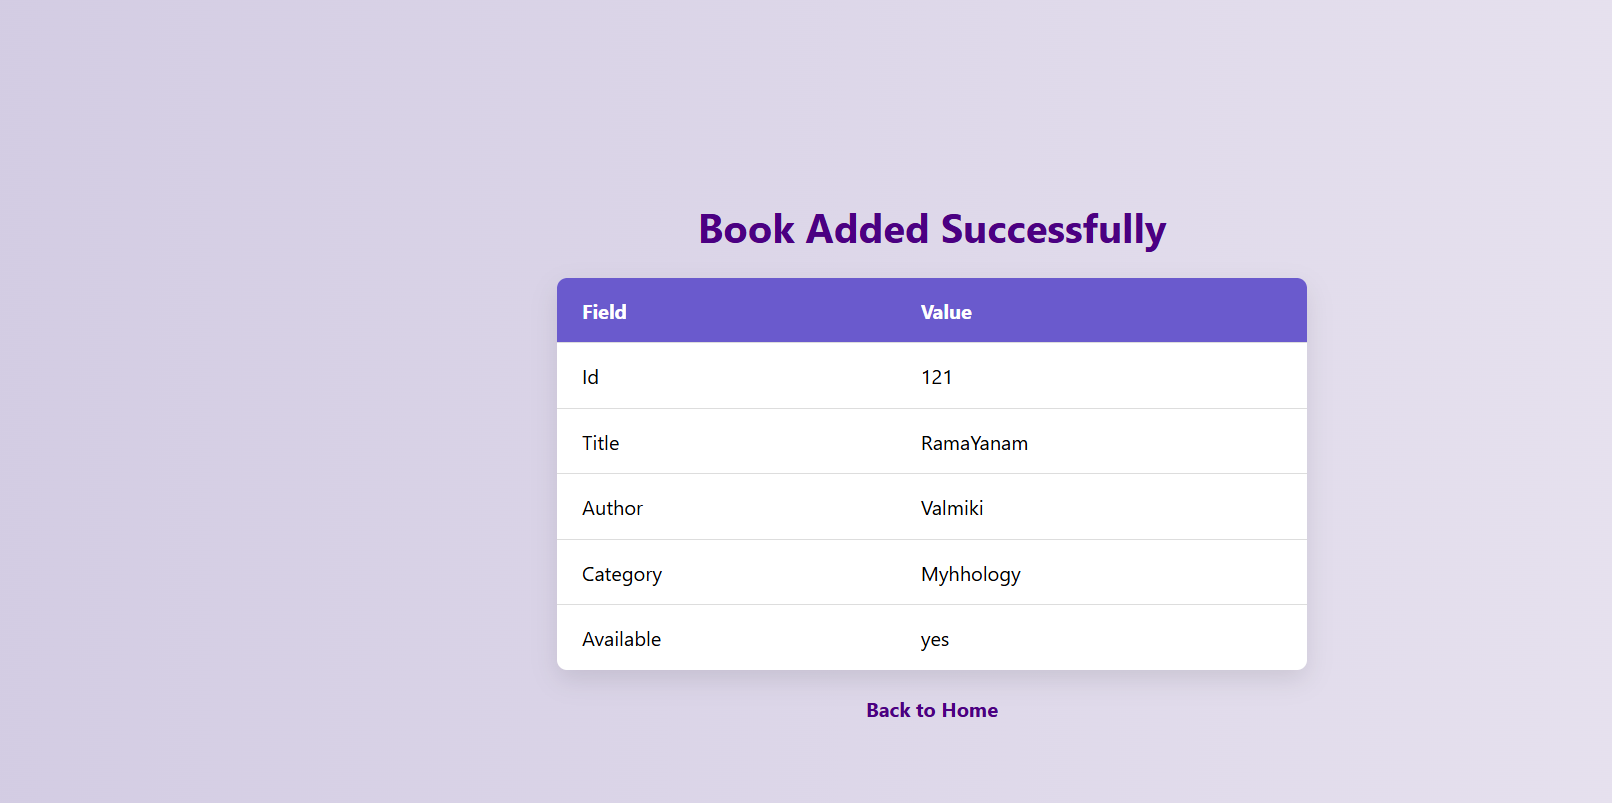 Book Added Successfully
Field Value
Id 121
Title RamaYanam
Author Valmiki
Category Myhhology
Available yes
Back to Home